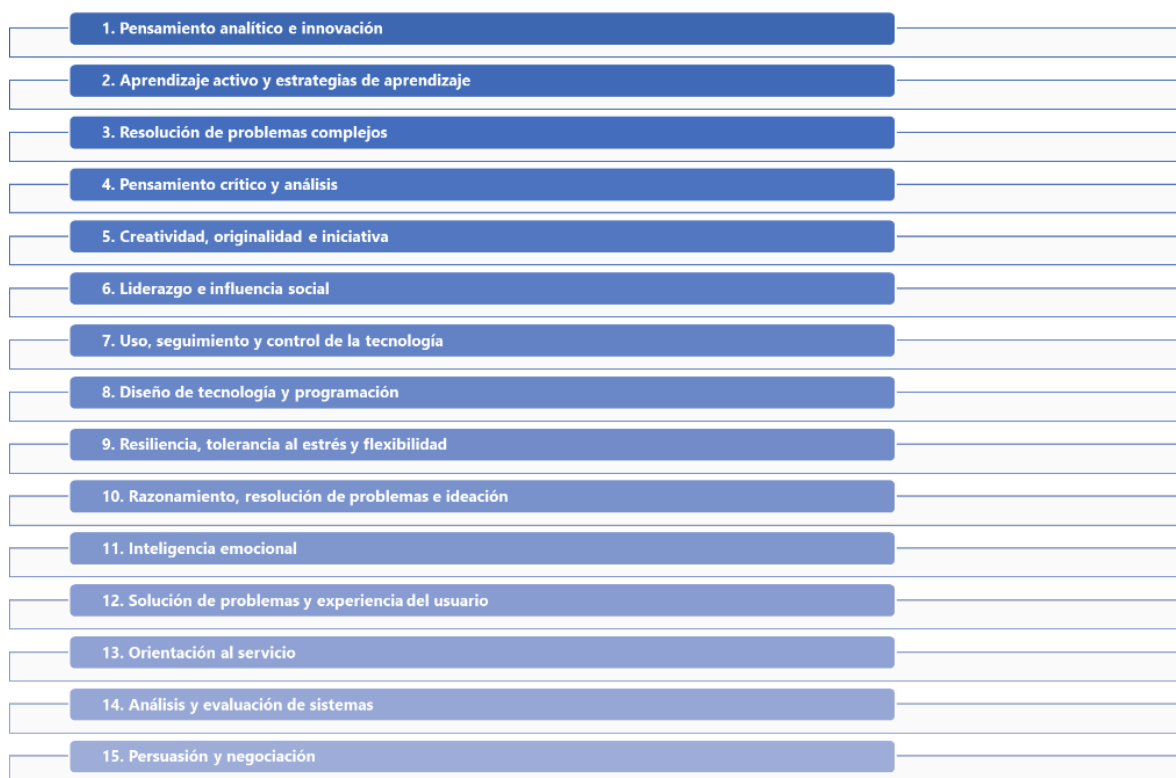 1. Pensamiento analítico e innovación
2. Aprendizaje activo y estrategias de aprendizaje
3. Resolución de problemas complejos
4. Pensamiento crítico y análisis
5. Creatividad, originalidad e iniciativa
6. Liderazgo e influencia social
7. Uso, seguimiento y control de la tecnología
8. Diseño de tecnología y programación
9. Resiliencia, tolerancia al estrés y flexibilidad
10. Razonamiento, resolución de problemas e ideación
11. Inteligencia emocional
12. Solución de problemas y experiencia del usuario
13. Orientación al servicio
14. Análisis y evaluación de sistemas
15. Persuasión y negociación